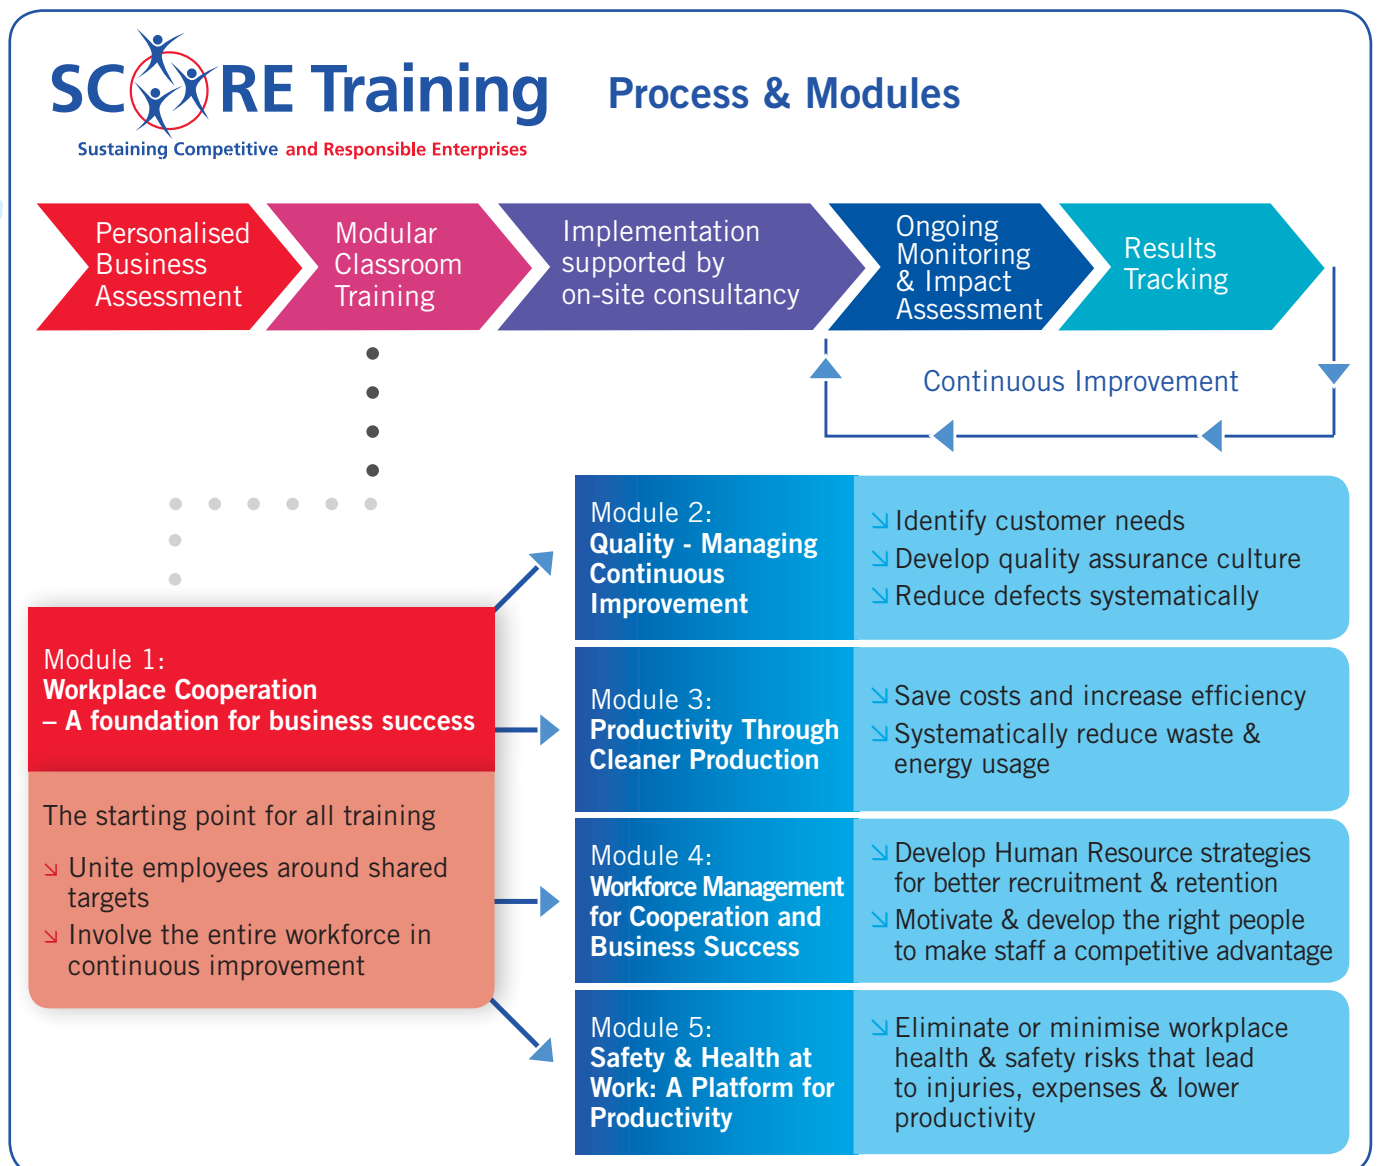 SCORE Training
Process & Modules
Sustaining Competitive and Responsible Enterprises
Personalised
Business
Assessment
Modular
Classroom
Training
Implementation
supported by
on-site consultancy
Ongoing
Monitoring
& Impact
Assessment
Results
Tracking
Continuous Improvement
Module 1:
Workplace Cooperation
– A foundation for business success
The starting point for all training
Unite employees around shared
targets
Involve the entire workforce in
continuous improvement
Module 2:
Quality - Managing
Continuous
Improvement
Identify customer needs
Develop quality assurance culture
Reduce defects systematically
Module 3:
Productivity Through
Cleaner Production
Save costs and increase efficiency
Systematically reduce waste &
energy usage
Module 4:
Workforce Management
for Cooperation and
Business Success
Develop Human Resource strategies
for better recruitment & retention
Motivate & develop the right people
to make staff a competitive advantage
Module 5:
Safety & Health at
Work: A Platform for
Productivity
Eliminate or minimise workplace
health & safety risks that lead
to injuries, expenses & lower
productivity